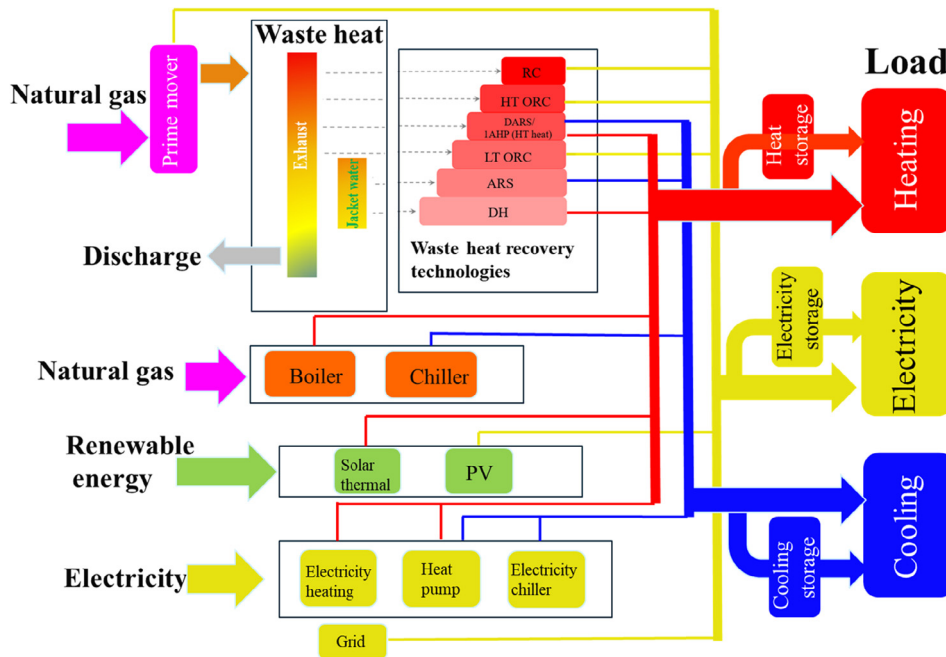 Waste heat
Load
Natural gas
Prime mover
Exhaust
Jacket water
RC
HT ORC
DARS/
1AHP (HT heat)
LT ORC
ARS
DH
Waste heat recovery
technologies
Discharge
Heat
storage
Heating
Electricity
storage
Electricity
Natural gas
Boiler
Chiller
Renewable
energy
Solar
thermal
PV
Cooling
storage
Cooling
Electricity
Electricity
heating
Heat
pump
Electricity
chiller
Grid